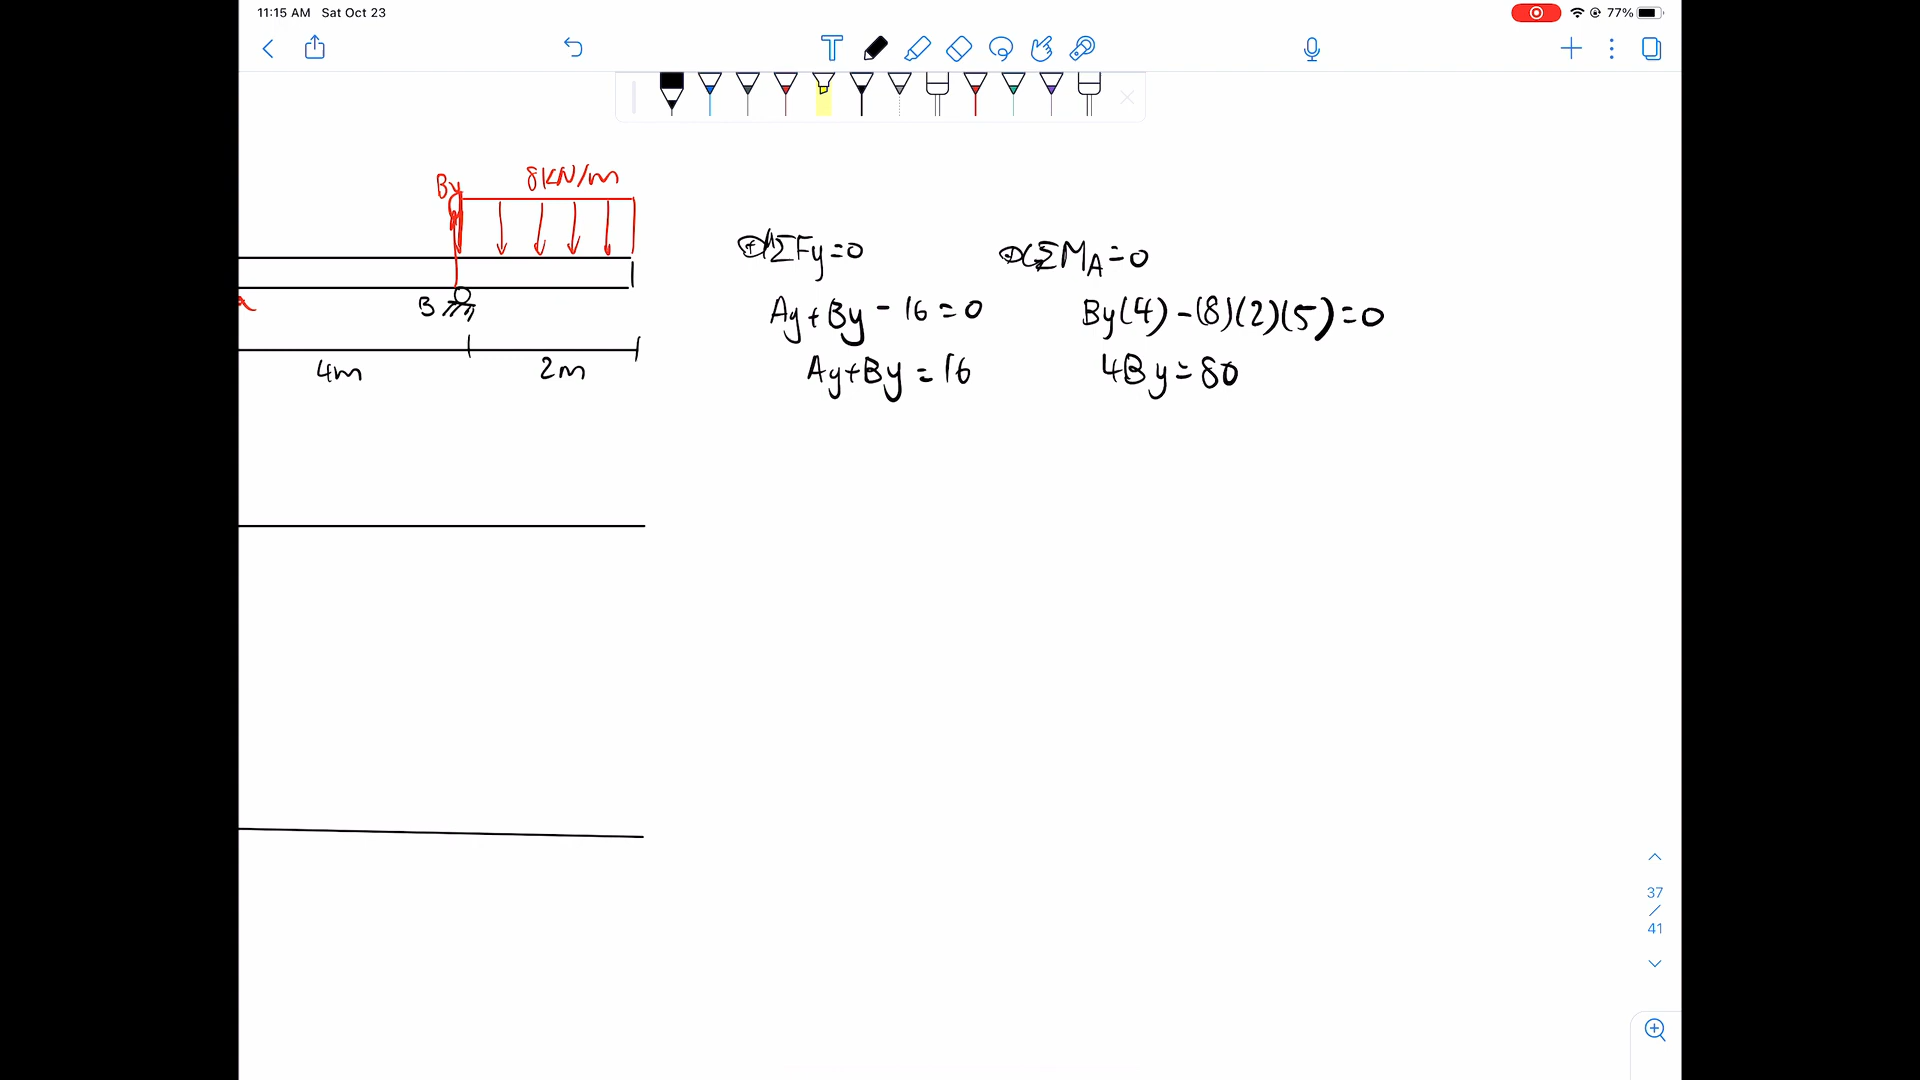 11:15 AM Sat Oct 23
77%
T
By
8KN/m
B
4m
2m
ΣFy=0
Ay+By-16=0
Ay+By=16
ΣMA=0
By(4)-(8)(2)(5)=0
4By=80
37
/
41